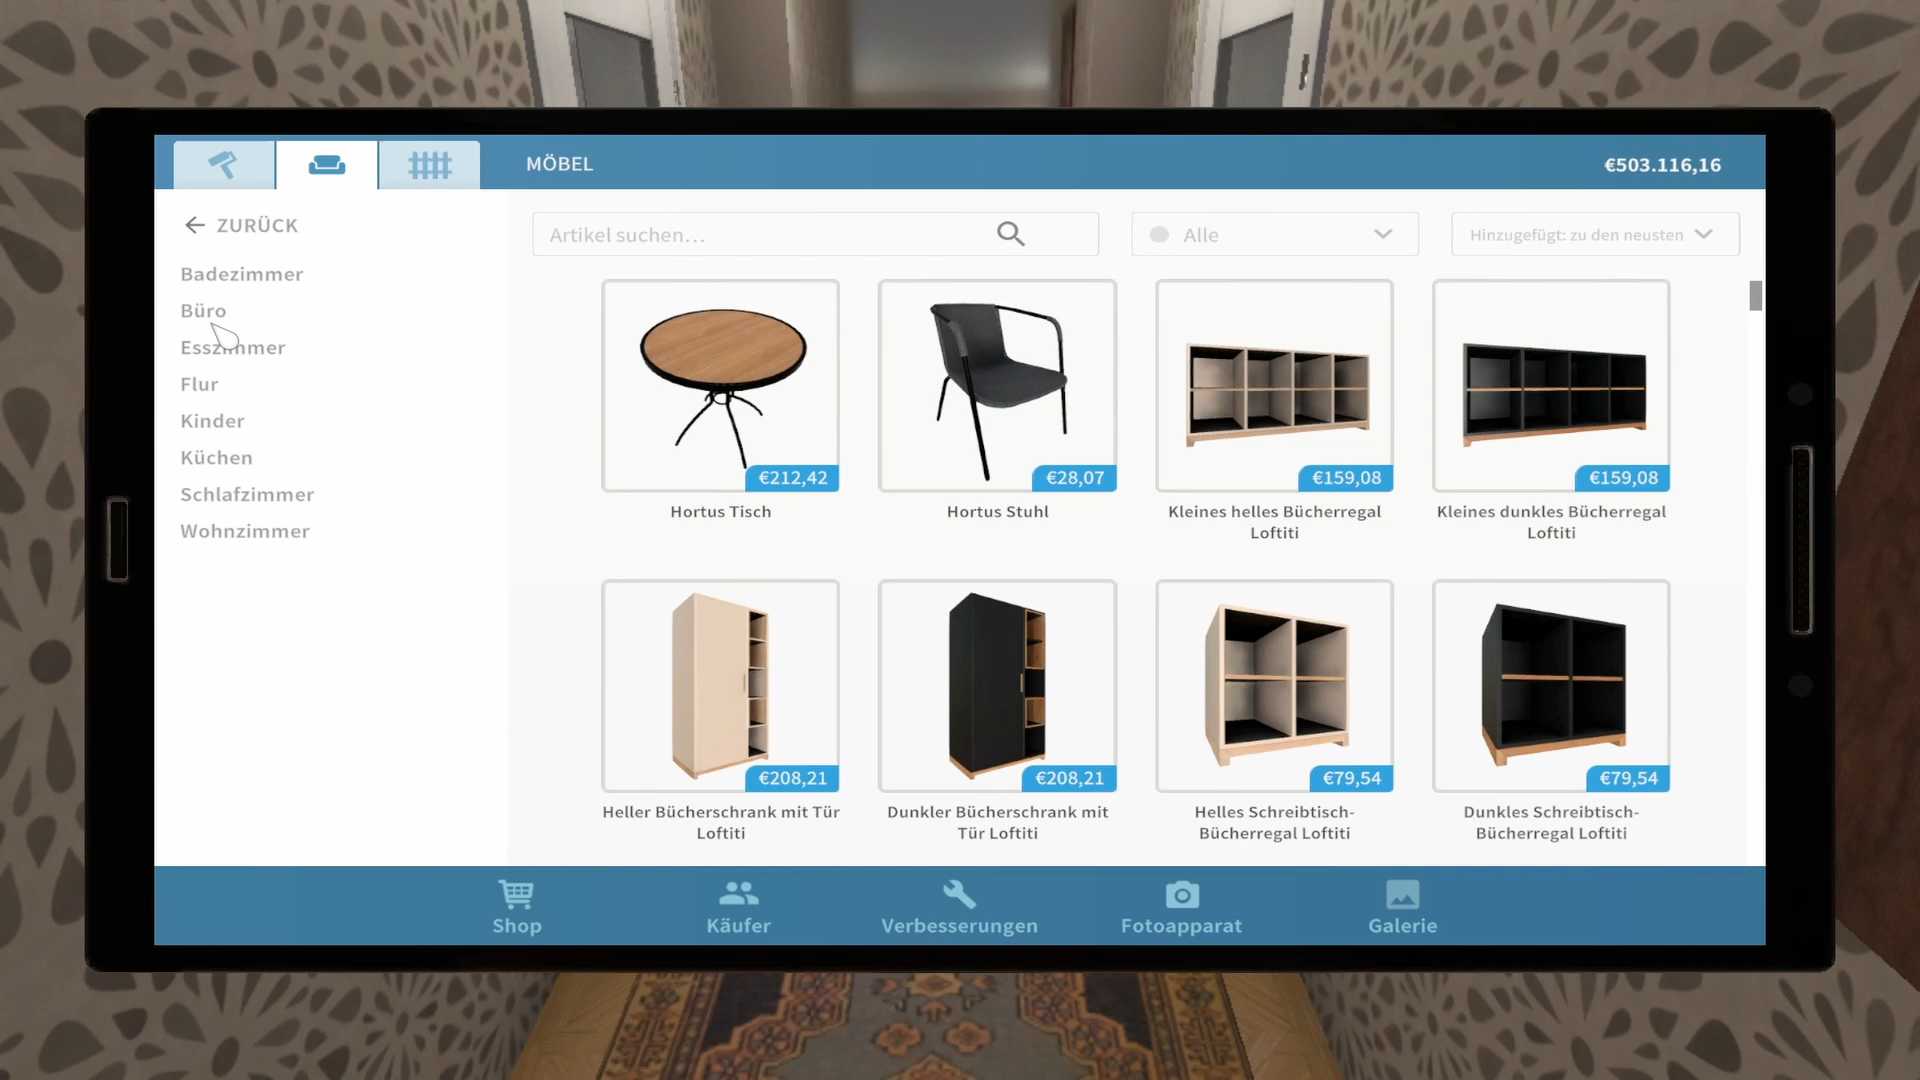 MÖBEL
€503.116,16
ZURÜCK
Badezimmer
Büro
Esszimmer
Flur
Kinder
Küchen
Schlafzimmer
Wohnzimmer
Artikel suchen...
Alle
Hinzugefügt: zu den neusten
€212,42
€28,07
€159,08
€159,08
Hortus Tisch
Hortus Stuhl
Kleines helles Bücherregal
Loftiti
Kleines dunkles Bücherregal
Loftiti
€208,21
€208,21
€79,54
€79,54
Heller Bücherschrank mit Tür
Loftiti
Dunkler Bücherschrank mit
Tür Loftiti
Helles Schreibtisch-
Bücherregal Loftiti
Dunkles Schreibtisch-
Bücherregal Loftiti
Shop
Käufer
Verbesserungen
Fotoapparat
Galerie